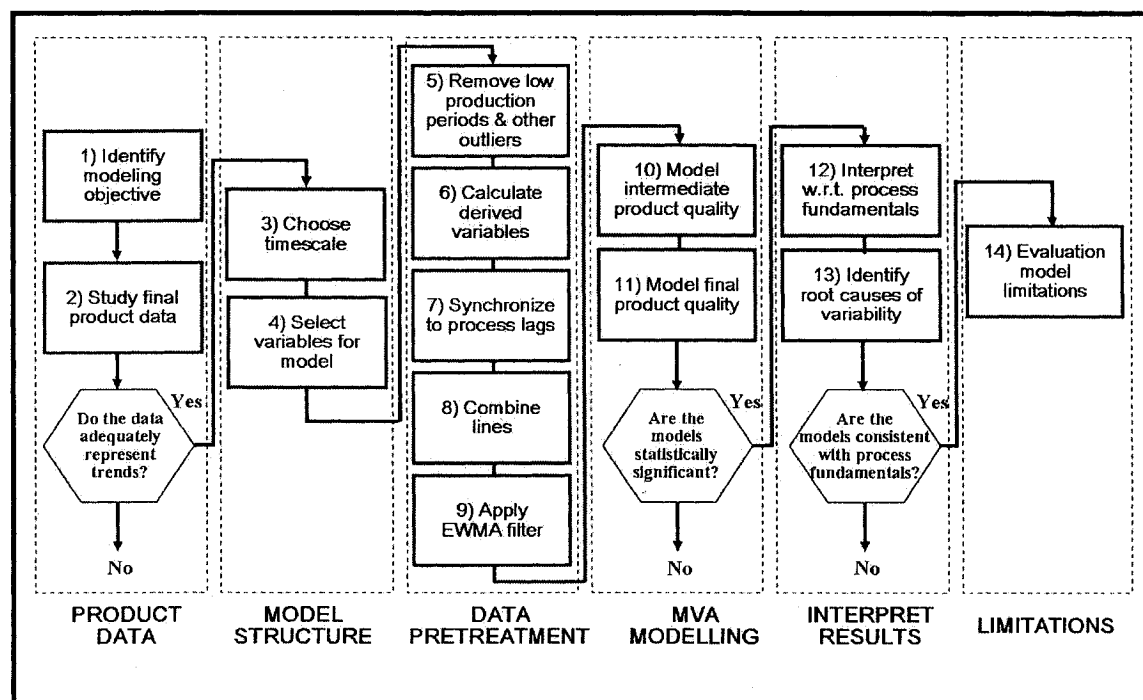 1) Identify
modeling
objective
2) Study final
product data
Do the data
adequately
represent
trends?
Yes
No
PRODUCT
DATA
3) Choose
timescale
4) Select
variables for
model
MODEL
STRUCTURE
5) Remove low
production
periods & other
outliers
6) Calculate
derived
variables
7) Synchronize
to process lags
8) Combine
lines
9) Apply
EWMA filter
DATA
PRETREATMENT
10) Model
intermediate
product quality
11) Model final
product quality
Are the
models
statistically
significant?
Yes
No
MVA
MODELLING
12) Interpret
w.r.t. process
fundamentals
13) Identify
root causes of
variability
Are the
models consistent
with process
fundamentals?
Yes
No
INTERPRET
RESULTS
14) Evaluation
model
limitations
LIMITATIONS